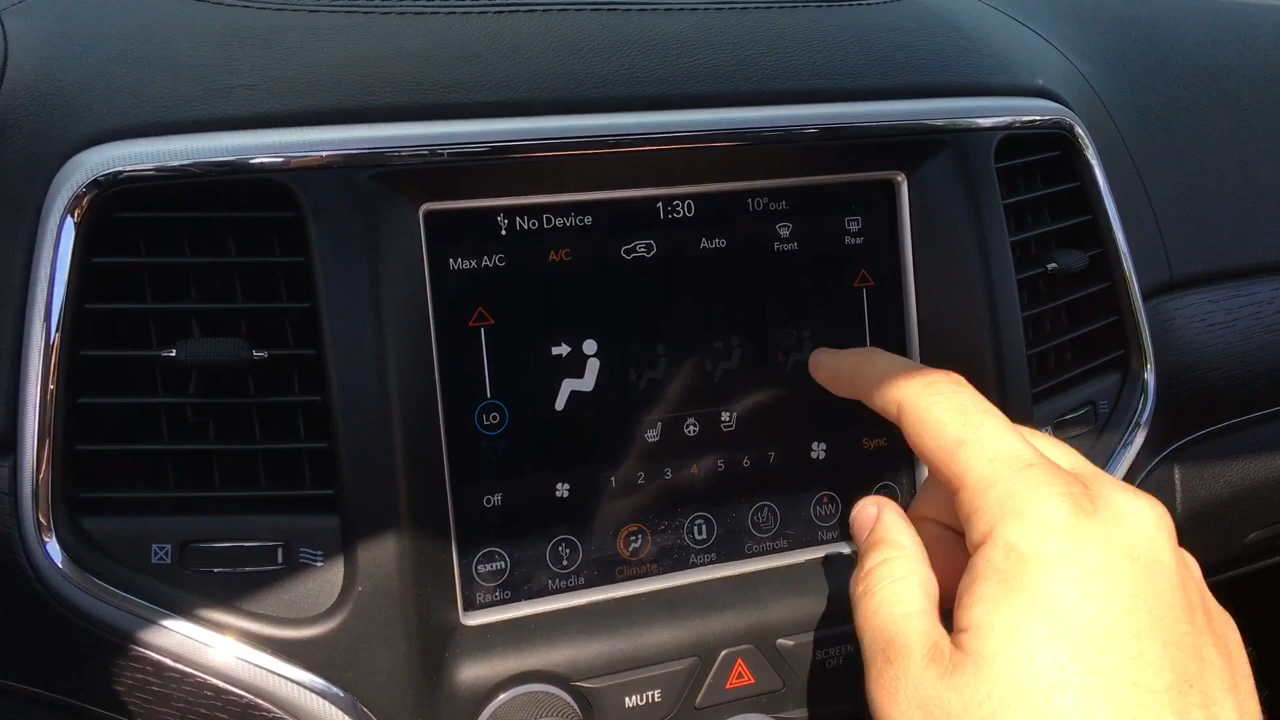 No Device
1:30
10°out.
Max A/C
A/C
Auto
Front
Rear
LO
Sync
1 2 3 4 5 6 7
Off
sxm
Radio
Media
Climate
ū
Apps
Controls
NW
Nav
MUTE
SCREEN
OFF